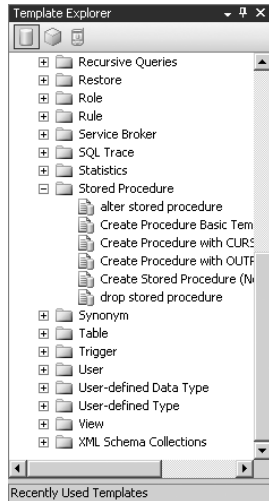 Template Explorer
Recursive Queries
Restore
Role
Rule
Service Broker
SQL Trace
Statistics
Stored Procedure
alter stored procedure
Create Procedure Basic Tem
Create Procedure with CURS
Create Procedure with OUTF
Create Stored Procedure (Ne
drop stored procedure
Synonym
Table
Trigger
User
User-defined Data Type
User-defined Type
View
XML Schema Collections
Recently Used Templates